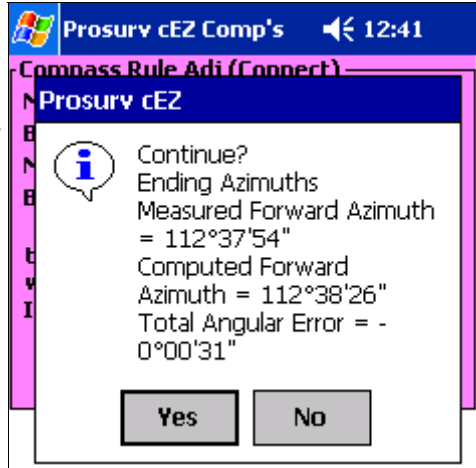 Prosurv cEZ Comp's 12:41
Compass Rule Adj (Connect)
Prosurv cEZ
Continue?
Ending Azimuths
Measured Forward Azimuth
= 112°37'54"
Computed Forward
Azimuth = 112°38'26"
Total Angular Error = -
0°00'31"
Yes No